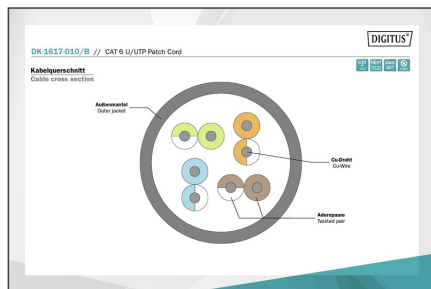 DIGITUS®
DK-1617-010/B // CAT 6 U/UTP Patch Cord
Kabelquerschnitt
Cable cross section
Außenmantel
Outer jacket
Cu-Draht
Cu-Wire
Adernpaare
Twisted pair